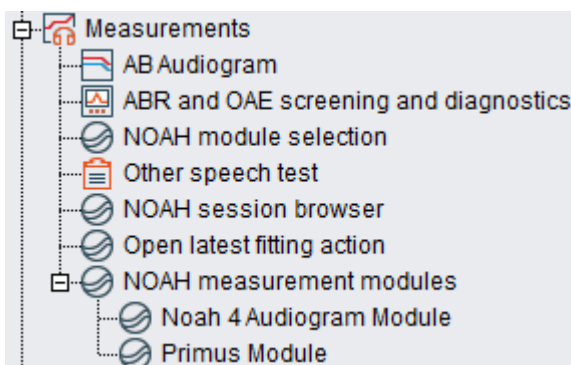 Measurements
AB Audiogram
ABR and OAE screening and diagnostics
NOAH module selection
Other speech test
NOAH session browser
Open latest fitting action
NOAH measurement modules
Noah 4 Audiogram Module
Primus Module